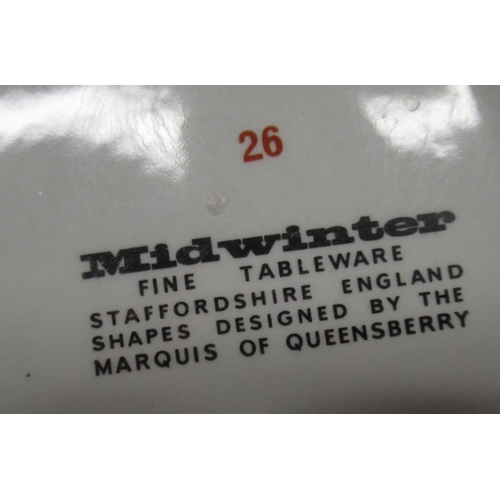 26
Midwinter
FINE TABLEWARE
STAFFORDSHIRE ENGLAND
SHAPES DESIGNED BY THE
MARQUIS OF QUEENSBERRY